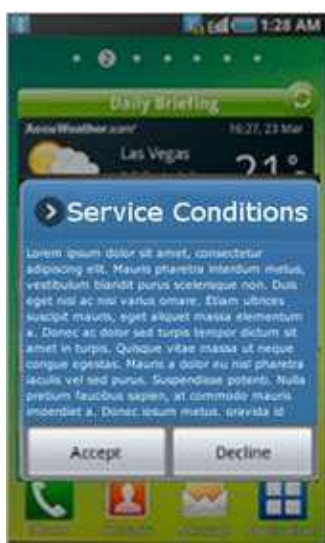 1:28 AM
Daily Briefing
AccuWeather.com
10:27, 23 Mar
Las Vegas
21°
Service Conditions
Lorem ipsum dolor sit amet, consectetur
adipiscing elit. Mauris pharetra interdum metus,
vestibulum blandit purus scelerisque non. Duis
eget nisi ac nisi varius ornare. Etiam ultrices
suscipit mauris, eget aliquet massa elementum
a. Donec ac dolor sed turpis tempor dictum sit
amet in turpis. Quisque vitae massa ut neque
congue egestas. Mauris a dolor eu nisl pharetra
iaculis vel sed purus. Suspendisse potenti. Nulla
pretium faucibus sapien, at commodo mauris
imperdiet a. Donec ipsum metus, gravida id
Accept
Decline